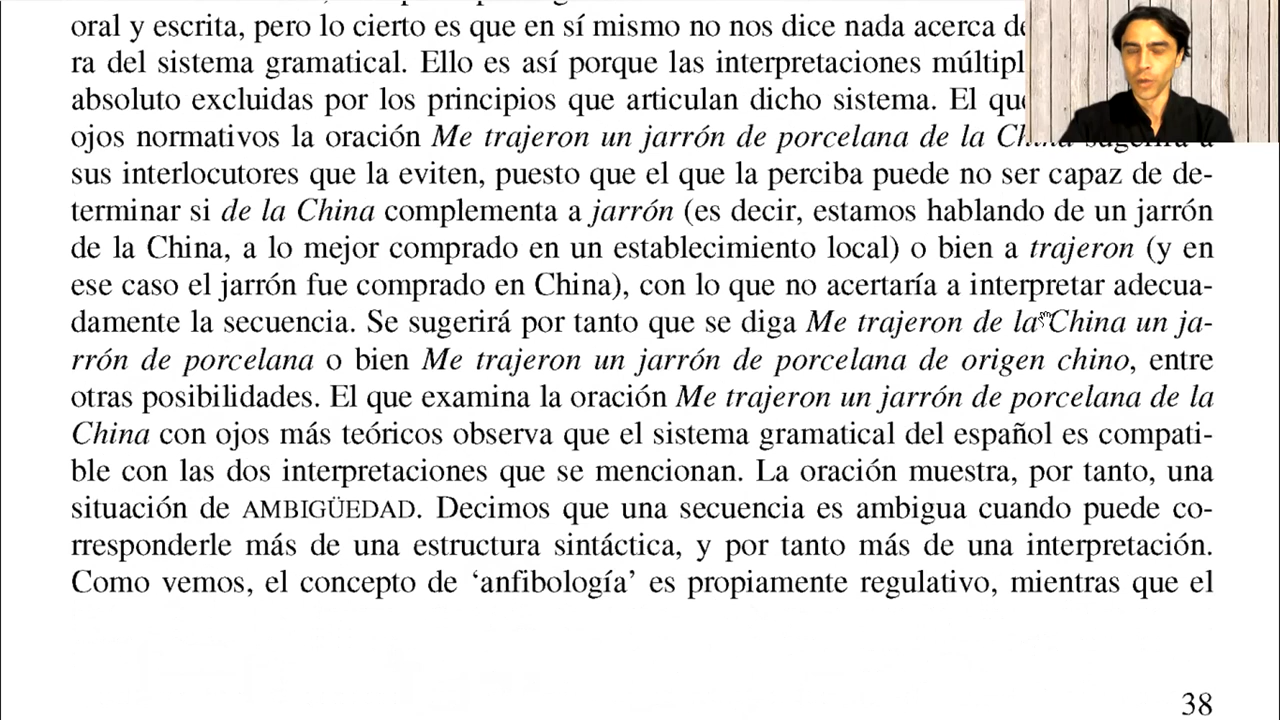 oral y escrita, pero lo cierto es que en sí mismo no nos dice nada acerca
ra del sistema gramatical. Ello es así porque las interpretaciones
absoluto excluidas por los principios que articulan dicho sistema. El
ojos normativos la oración Me trajeron un jarrón de porcelana de la
sus interlocutores que la eviten, puesto que el que la perciba puede no ser capaz de de-
terminar si de la China complementa a jarrón (es decir, estamos hablando de un jarrón
de la China, a lo mejor comprado en un establecimiento local) o bien a trajeron (y en
ese caso el jarrón fue comprado en China), con lo que no acertaría a interpretar adecua-
damente la secuencia. Se sugerirá por tanto que se diga Me trajeron de la China un ja-
rrón de porcelana o bien Me trajeron un jarrón de porcelana de origen chino, entre
otras posibilidades. El que examina la oración Me trajeron un jarrón de porcelana de la
China con ojos más teóricos observa que el sistema gramatical del español es compati-
ble con las dos interpretaciones que se mencionan. La oración muestra, por tanto, una
situación de AMBIGÜEDAD. Decimos que una secuencia es ambigua cuando puede co-
rresponderle más de una estructura sintáctica, y por tanto más de una interpretación.
Como vemos, el concepto de ‘anfibología’ es propiamente regulativo, mientras que el
38